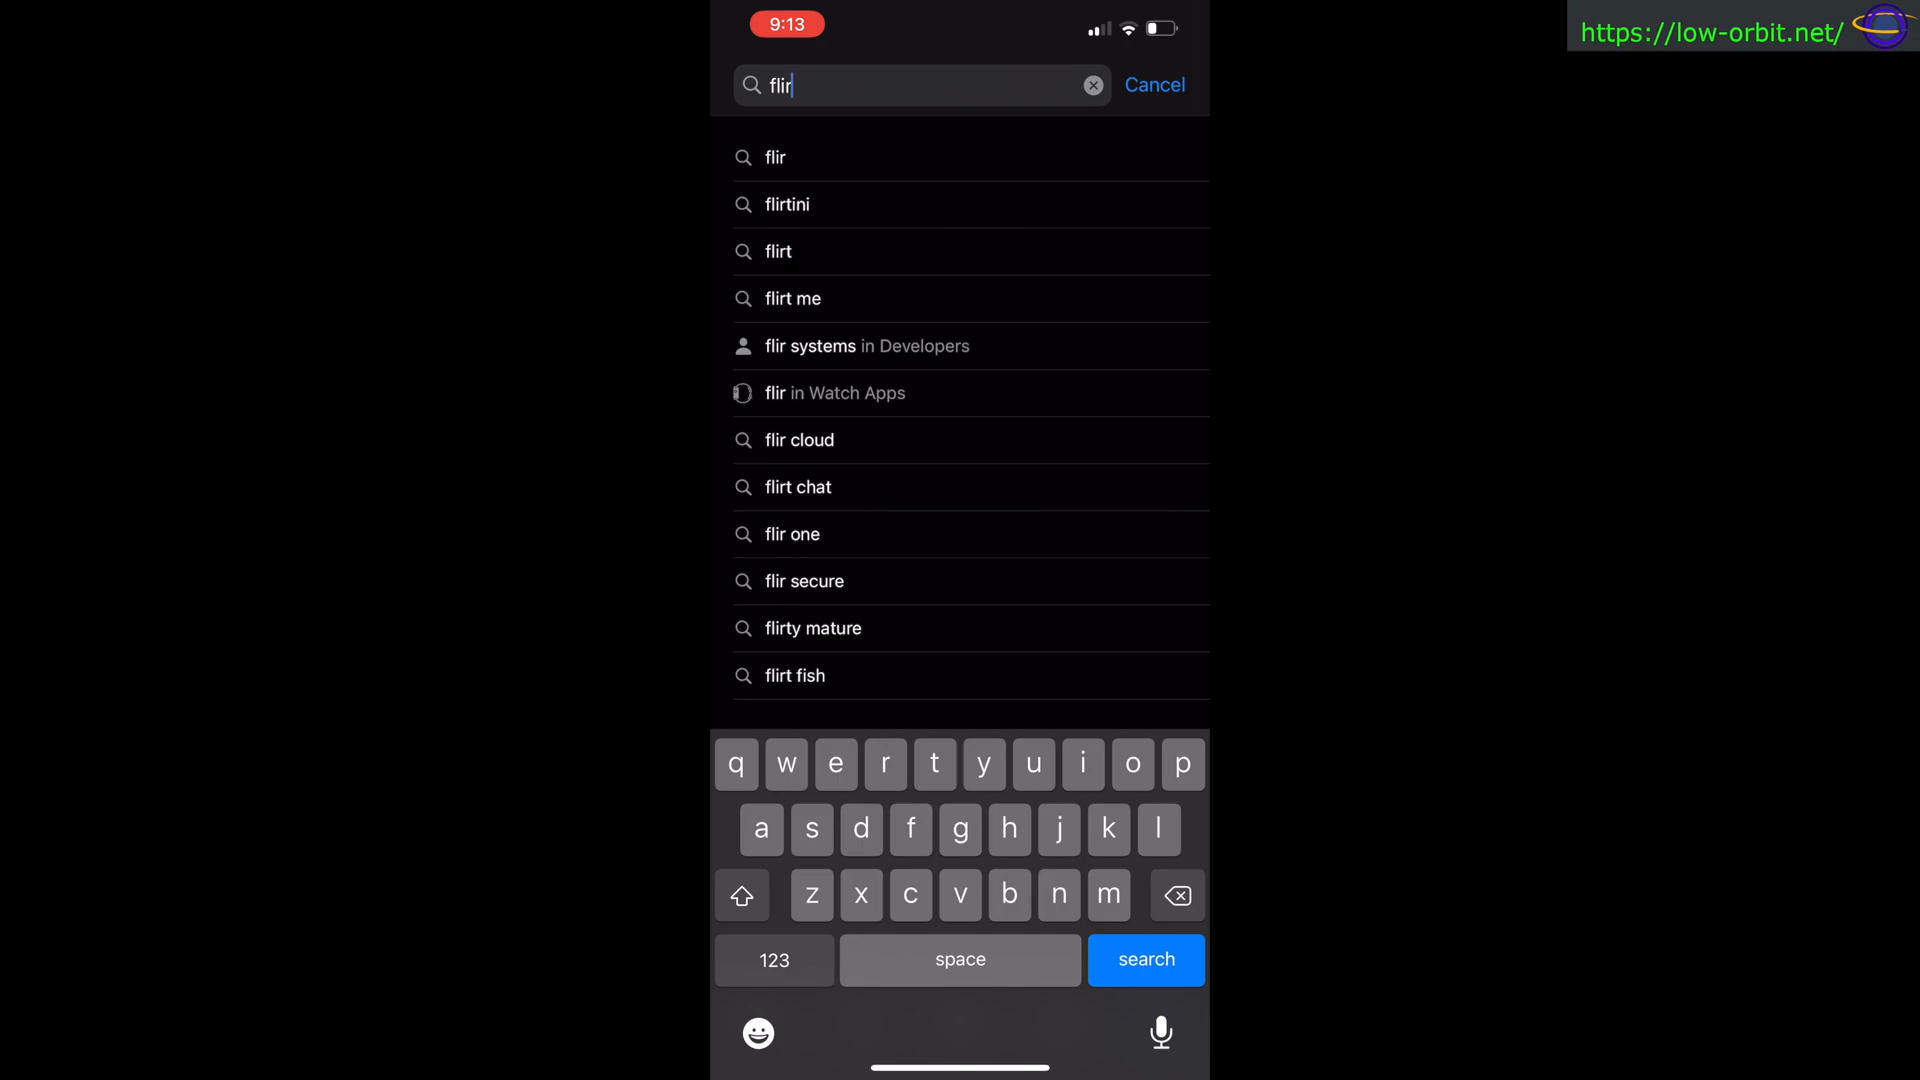 9:13
https://low-orbit.net/
flir
Cancel
flir
flirtini
flirt
flirt me
flir systems in Developers
flir in Watch Apps
flir cloud
flirt chat
flir one
flir secure
flirty mature
flirt fish
q w e r t y u i o p
a s d f g h j k l
z x c v b n m
123 space search